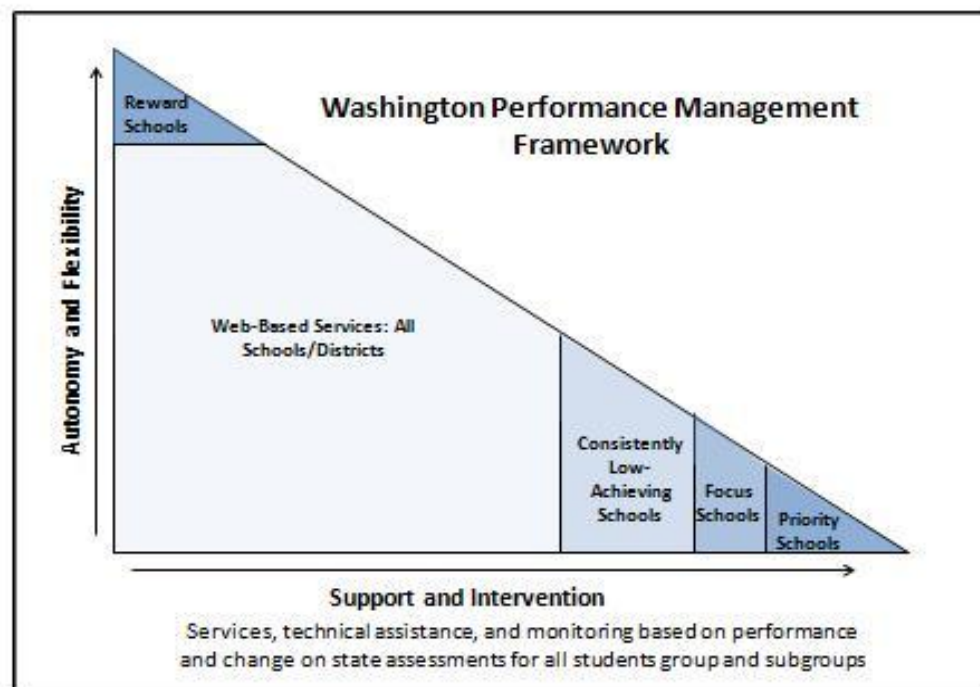 Reward
Schools
Washington Performance Management
Framework
Autonomy and Flexibility
Web-Based Services: All
Schools/Districts
Consistently
Low-
Achieving
Schools
Focus
Schools
Priority
Schools
Support and Intervention
Services, technical assistance, and monitoring based on performance
and change on state assessments for all students group and subgroups